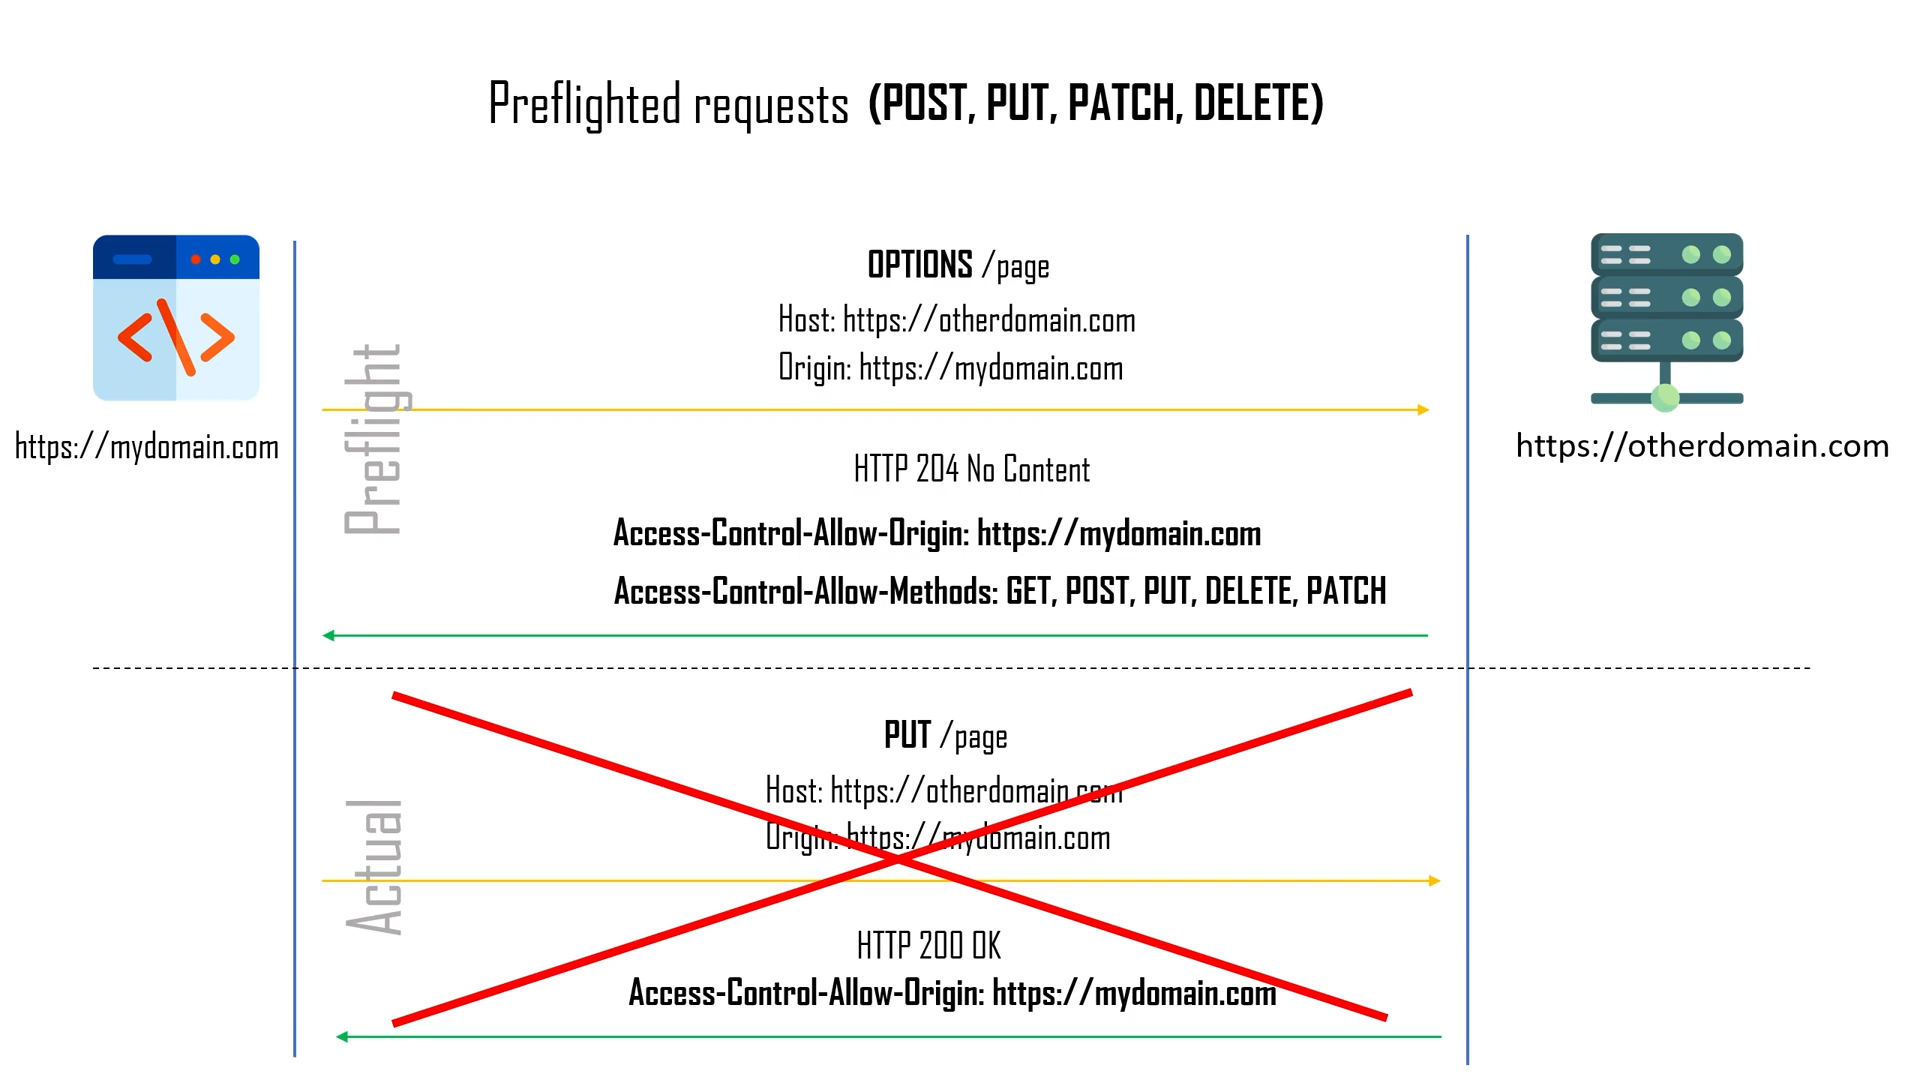 Preflighted requests (POST, PUT, PATCH, DELETE)
OPTIONS /page
Host: https://otherdomain.com
Origin: https://mydomain.com
https://mydomain.com
https://otherdomain.com
Preflight
HTTP 204 No Content
Access-Control-Allow-Origin: https://mydomain.com
Access-Control-Allow-Methods: GET, POST, PUT, DELETE, PATCH
PUT /page
Host: https://otherdomain.com
Origin: https://mydomain.com
Actual
HTTP 200 OK
Access-Control-Allow-Origin: https://mydomain.com